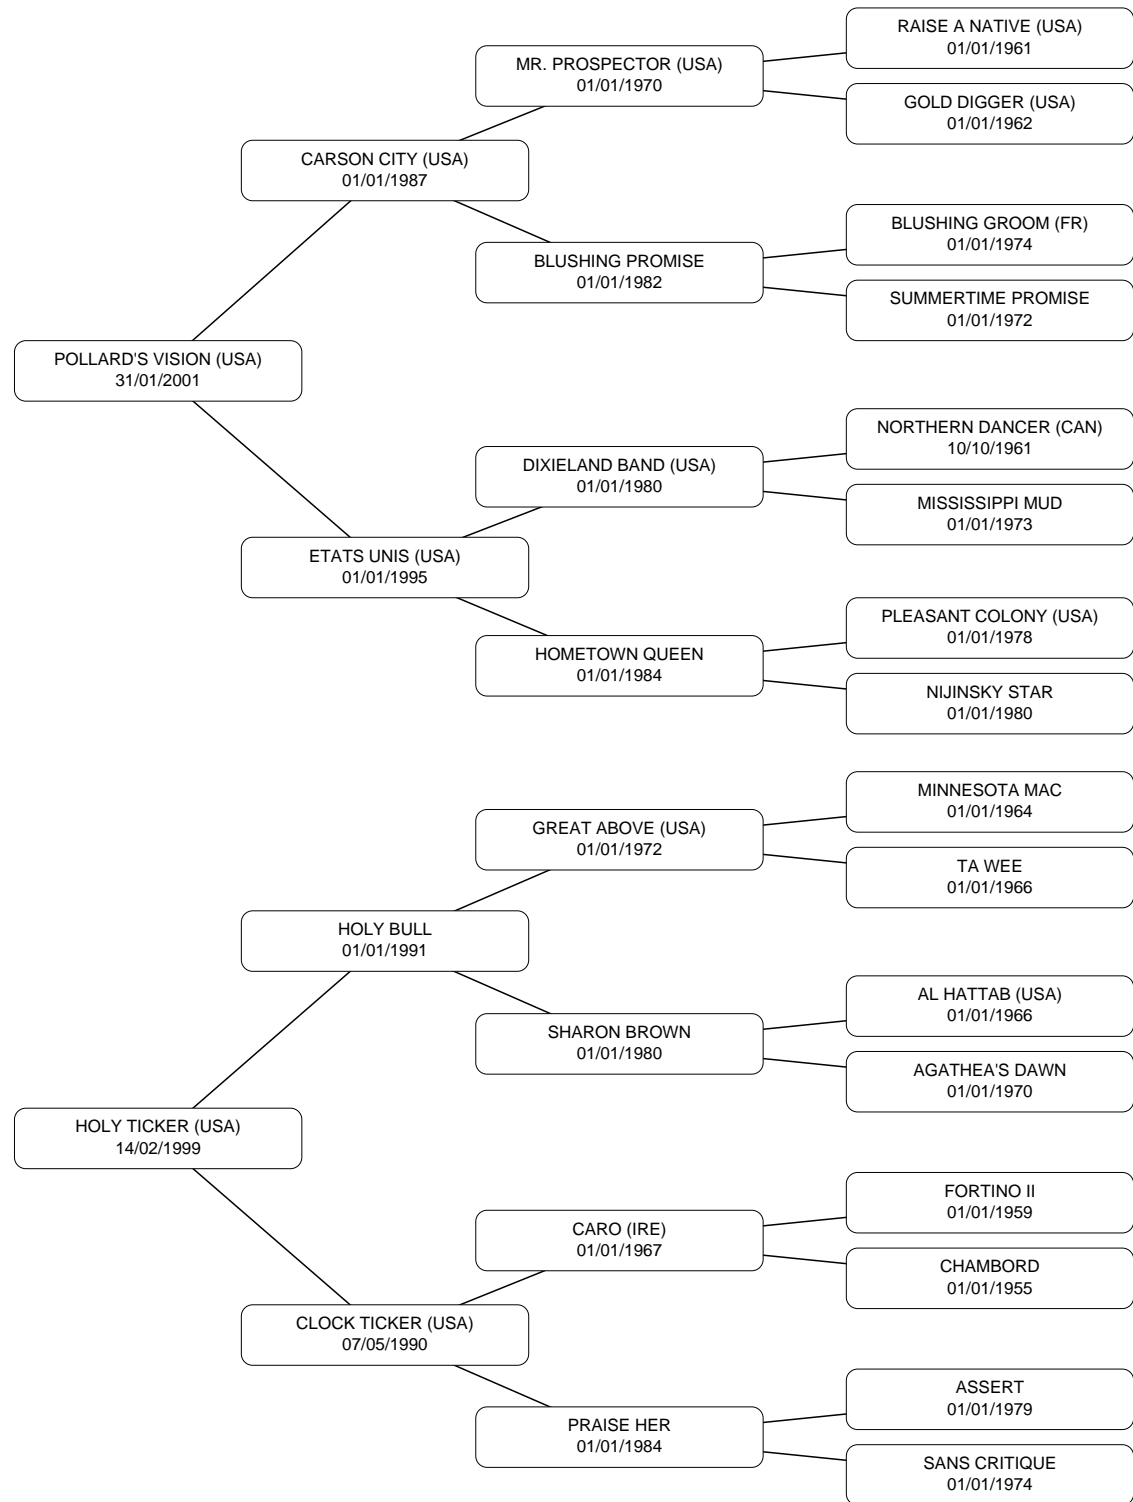 RAISE A NATIVE (USA)
01/01/1961
MR. PROSPECTOR (USA)
01/01/1970
GOLD DIGGER (USA)
01/01/1962
CARSON CITY (USA)
01/01/1987
BLUSHING GROOM (FR)
01/01/1974
BLUSHING PROMISE
01/01/1982
SUMMERTIME PROMISE
01/01/1972
POLLARD'S VISION (USA)
31/01/2001
NORTHERN DANCER (CAN)
10/10/1961
DIXIELAND BAND (USA)
01/01/1980
MISSISSIPPI MUD
01/01/1973
ETATS UNIS (USA)
01/01/1995
PLEASANT COLONY (USA)
01/01/1978
HOMETOWN QUEEN
01/01/1984
NIJINSKY STAR
01/01/1980
MINNESOTA MAC
01/01/1964
GREAT ABOVE (USA)
01/01/1972
TA WEE
01/01/1966
HOLY BULL
01/01/1991
AL HATTAB (USA)
01/01/1966
SHARON BROWN
01/01/1980
AGATHEA'S DAWN
01/01/1970
HOLY TICKER (USA)
14/02/1999
FORTINO II
01/01/1959
CARO (IRE)
01/01/1967
CHAMBORD
01/01/1955
CLOCK TICKER (USA)
07/05/1990
ASSERT
01/01/1979
PRAISE HER
01/01/1984
SANS CRITIQUE
01/01/1974